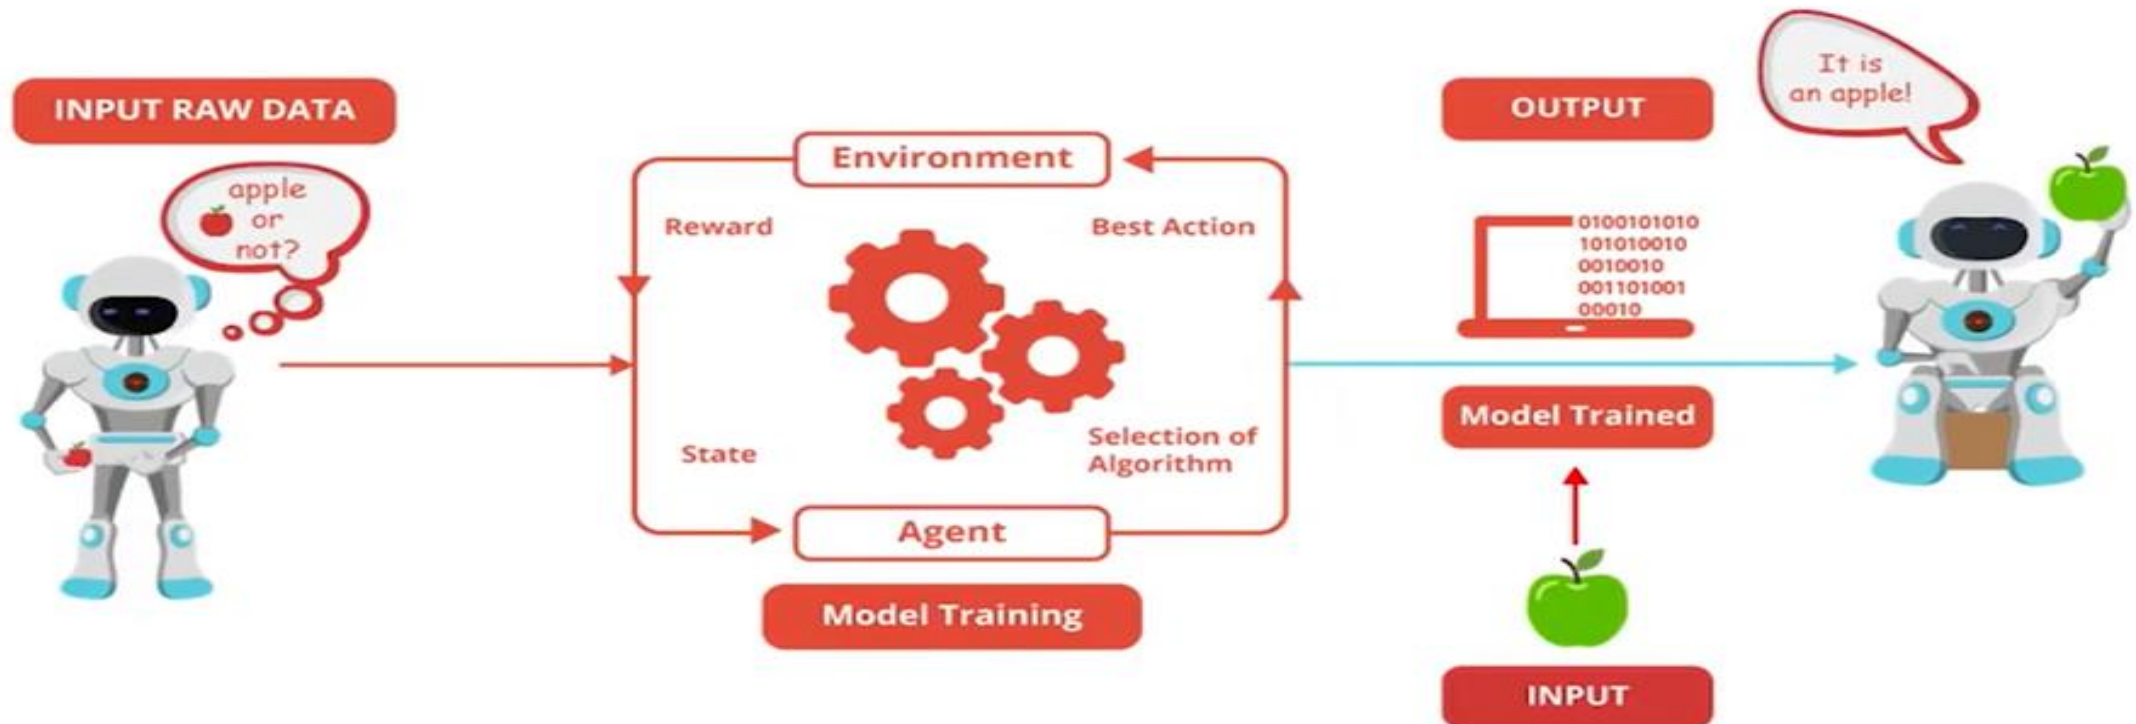 INPUT RAW DATA
apple
or
not?
Environment
Reward
Best Action
State
Selection of
Algorithm
Agent
Model Training
OUTPUT
0100101010
101010010
0010010
001101001
00010
Model Trained
INPUT
It is
an apple!